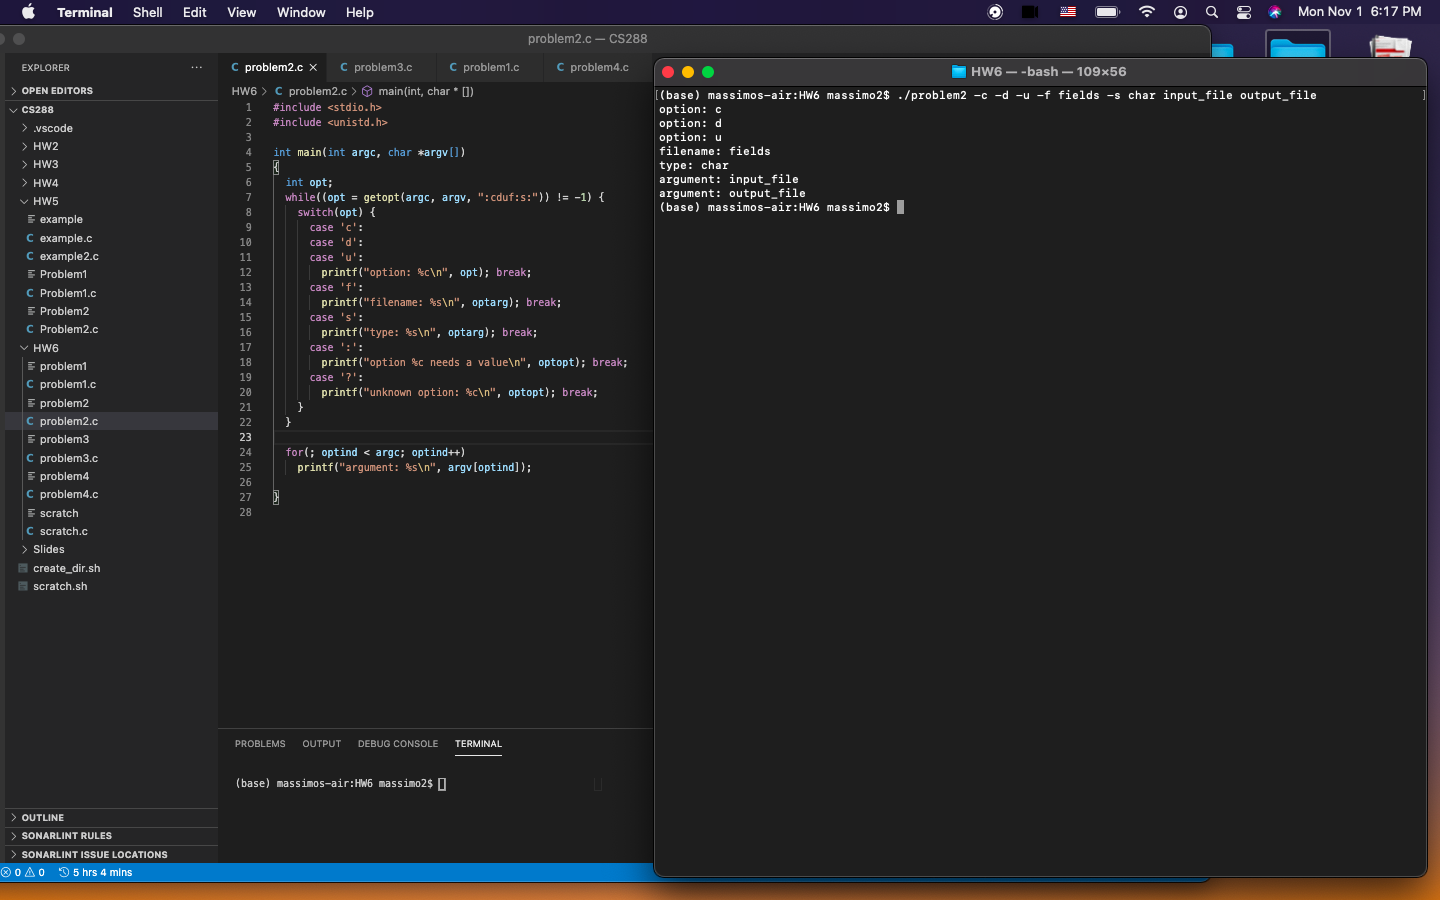 Terminal Shell Edit View Window Help Mon Nov 1 6:17 PM
problem2.c — CS288
EXPLORER ...
OPEN EDITORS
CS288
.vscode
HW2
HW3
HW4
HW5
example
example.c
example2.c
Problem1
Problem1.c
Problem2
Problem2.c
HW6
problem1
problem1.c
problem2
problem2.c
problem3
problem3.c
problem4
problem4.c
scratch
scratch.c
Slides
create_dir.sh
scratch.sh
OUTLINE
SONARLINT RULES
SONARLINT ISSUE LOCATIONS
0 0 5 hrs 4 mins
C problem2.c × C problem3.c C problem1.c C problem4.c
HW6 > C problem2.c > main(int, char * [])
1 #include <stdio.h>
2 #include <unistd.h>
3
4 int main(int argc, char *argv[])
5 {
6 int opt;
7 while((opt = getopt(argc, argv, ":cduf:s:")) != -1) {
8 switch(opt) {
9 case 'c':
10 case 'd':
11 case 'u':
12 printf("option: %c\n", opt); break;
13 case 'f':
14 printf("filename: %s\n", optarg); break;
15 case 's':
16 printf("type: %s\n", optarg); break;
17 case ':':
18 printf("option %c needs a value\n", optopt); break;
19 case '?':
20 printf("unknown option: %c\n", optopt); break;
21 }
22 }
23
24 for(; optind < argc; optind++)
25 printf("argument: %s\n", argv[optind]);
26
27 }
28
PROBLEMS OUTPUT DEBUG CONSOLE TERMINAL
(base) massimos-air:HW6 massimo2$
HW6 — -bash — 109×56
[(base) massimos-air:HW6 massimo2$ ./problem2 -c -d -u -f fields -s char input_file output_file ]
option: c
option: d
option: u
filename: fields
type: char
argument: input_file
argument: output_file
(base) massimos-air:HW6 massimo2$